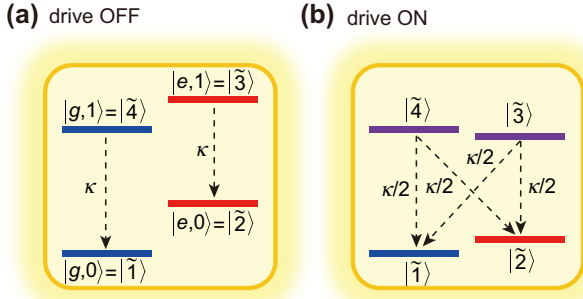 (a) drive OFF
|e,1⟩=|3̃⟩
|g,1⟩=|4̃⟩
κ
κ
|e,0⟩=|2̃⟩
|g,0⟩=|1̃⟩
(b) drive ON
|4̃⟩
|3̃⟩
κ/2
κ/2
κ/2
κ/2
|1̃⟩
|2̃⟩